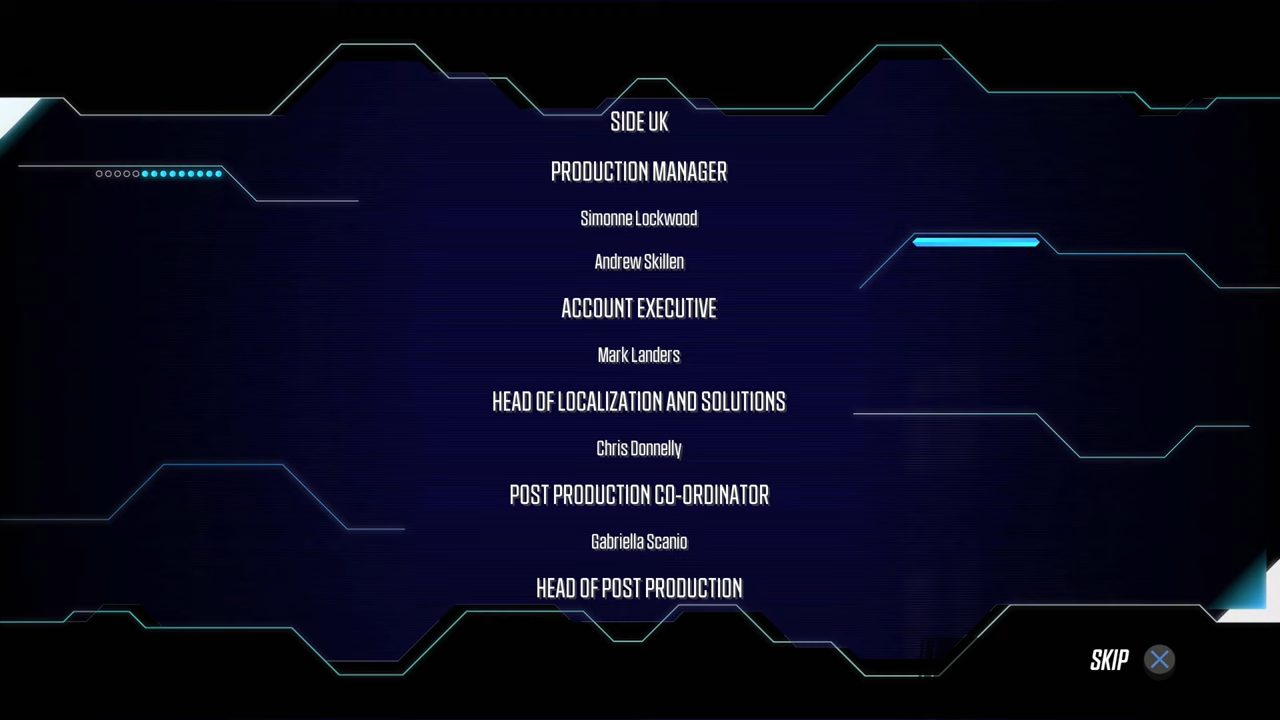 SIDE UK
PRODUCTION MANAGER
Simonne Lockwood
Andrew Skillen
ACCOUNT EXECUTIVE
Mark Landers
HEAD OF LOCALIZATION AND SOLUTIONS
Chris Donnelly
POST PRODUCTION CO-ORDINATOR
Gabriella Scanio
HEAD OF POST PRODUCTION
SKIP